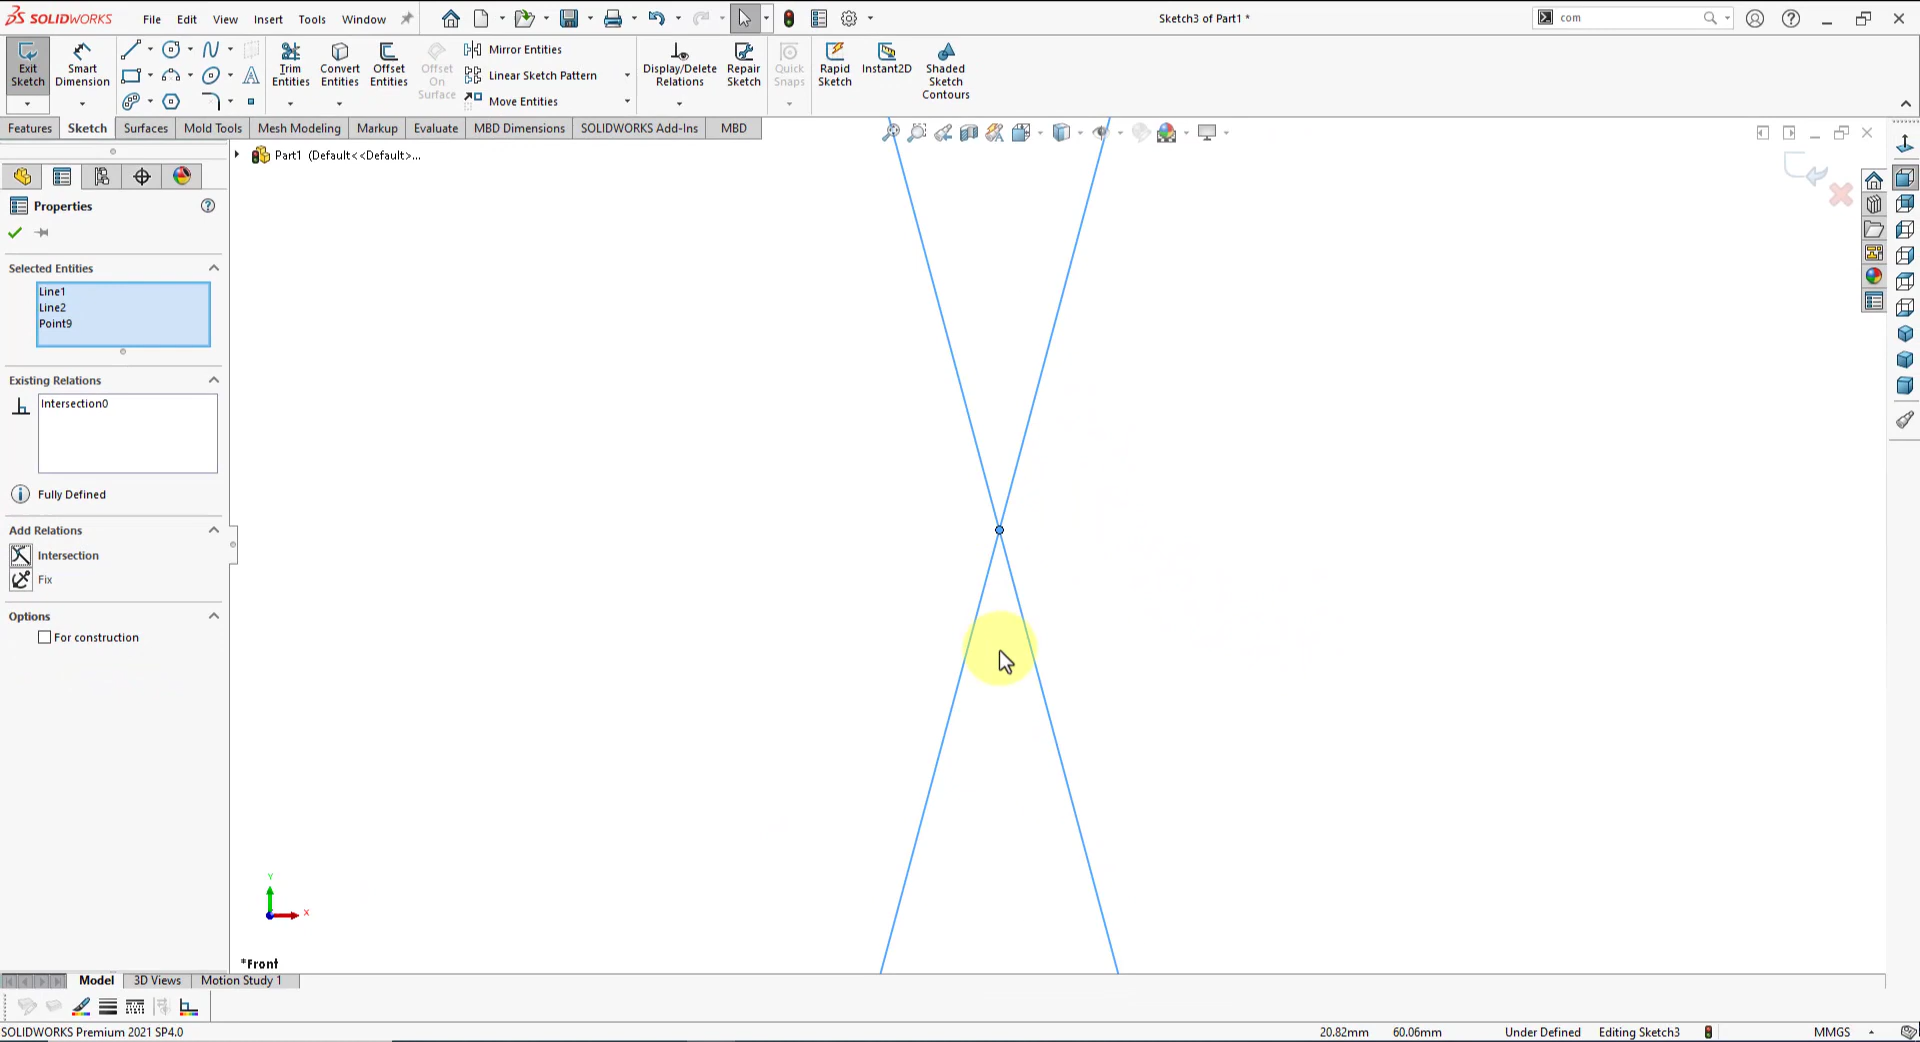 SOLIDWORKS
File Edit View Insert Tools Window
Sketch3 of Part1 *
com
Exit Sketch
Smart Dimension
Trim Entities
Convert Entities
Offset Entities
Offset On Surface
Mirror Entities
Linear Sketch Pattern
Move Entities
Display/Delete Relations
Repair Sketch
Quick Snaps
Rapid Sketch
Instant2D
Shaded Sketch Contours
Features Sketch Surfaces Mold Tools Mesh Modeling Markup Evaluate MBD Dimensions SOLIDWORKS Add-Ins MBD
Part1 (Default<<Default>...
Properties
Selected Entities
Line1
Line2
Point9
Existing Relations
Intersection0
Fully Defined
Add Relations
Intersection
Fix
Options
For construction
Y
X
*Front
Model 3D Views Motion Study 1
SOLIDWORKS Premium 2021 SP4.0
20.82mm 60.06mm Under Defined Editing Sketch3 MMGS